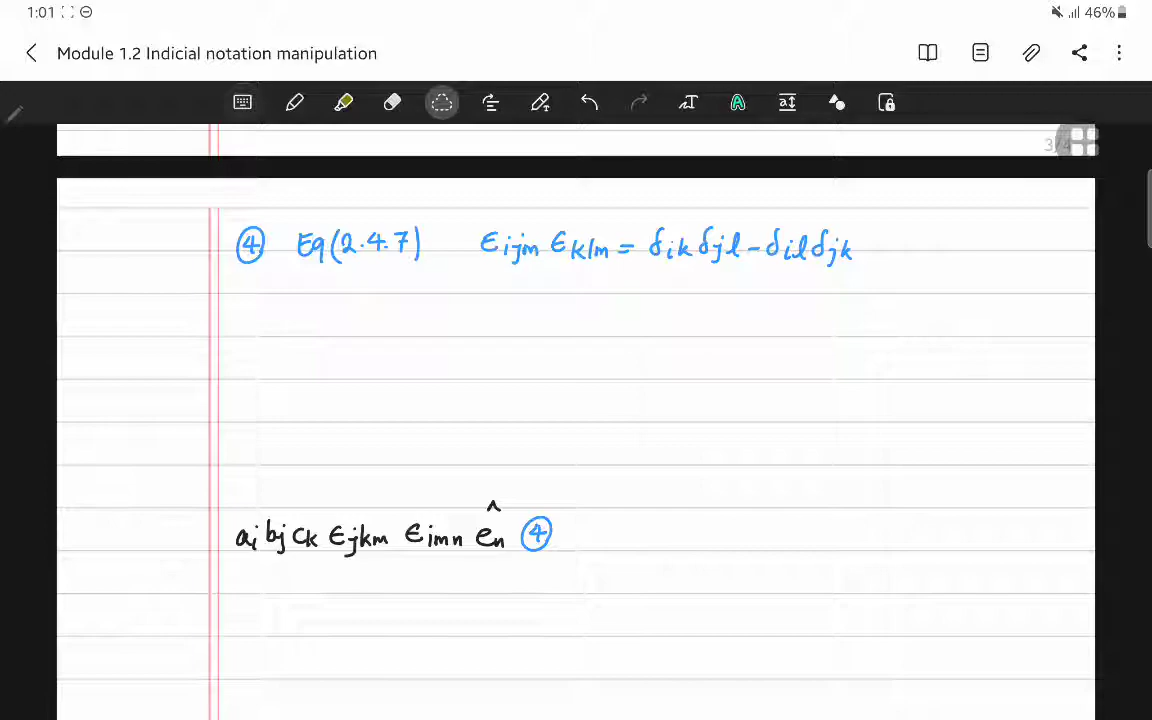 1:01 46%
Module 1.2 Indicial notation manipulation
④ Eq(2.4.7) ϵijm ϵklm = δik δjl - δil δjk
^
ai bj ck ϵjkm ϵimn en ④